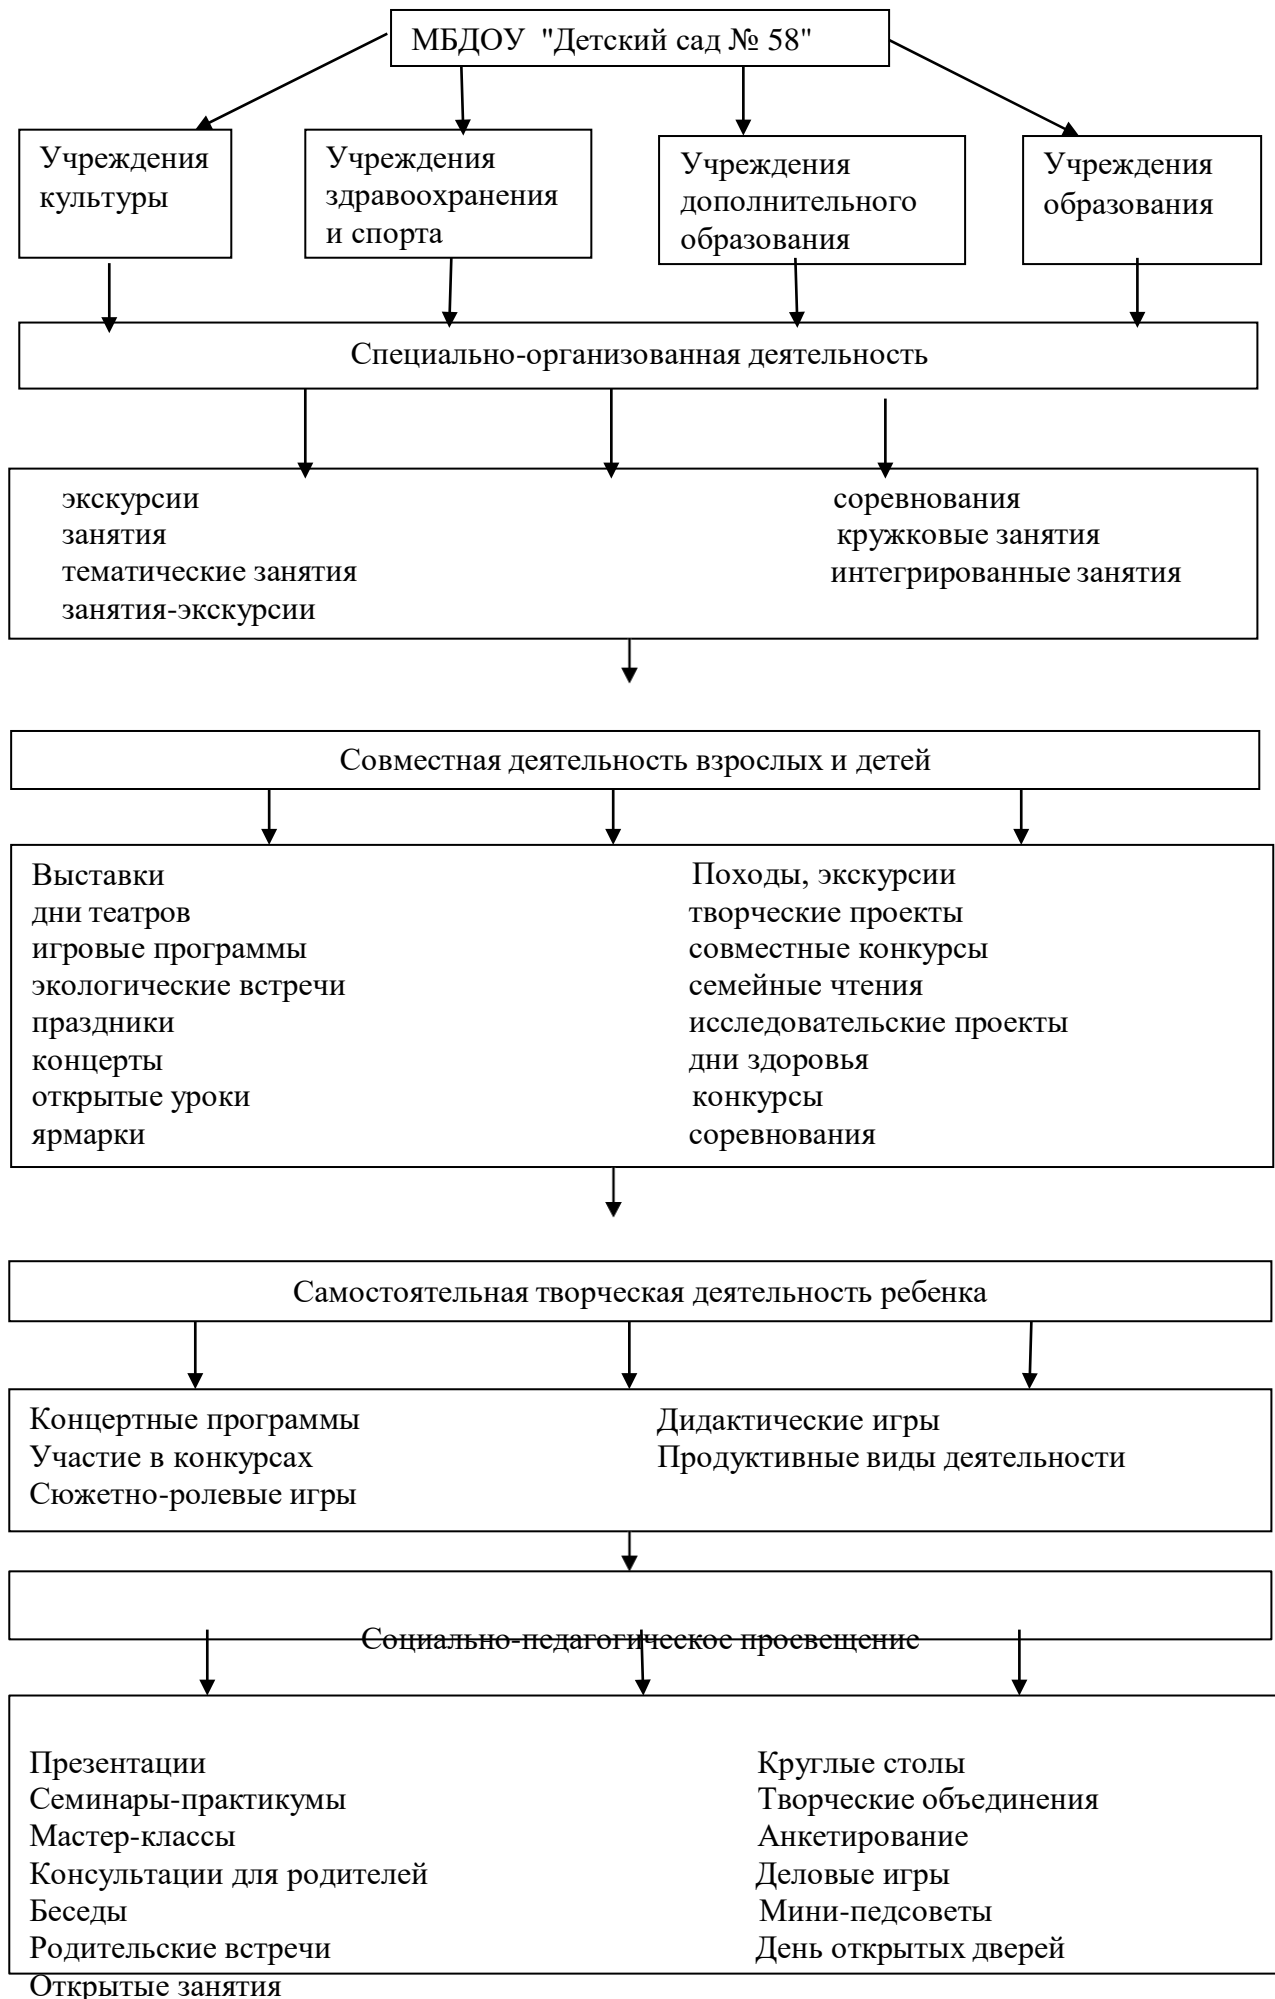 МБДОУ "Детский сад № 58"
Учреждения
культуры
Учреждения
здравоохранения
и спорта
Учреждения
дополнительного
образования
Учреждения
образования
Специально-организованная деятельность
экскурсии
занятия
тематические занятия
занятия-экскурсии
соревнования
кружковые занятия
интегрированные занятия
Совместная деятельность взрослых и детей
Выставки
дни театров
игровые программы
экологические встречи
праздники
концерты
открытые уроки
ярмарки
Походы, экскурсии
творческие проекты
совместные конкурсы
семейные чтения
исследовательские проекты
дни здоровья
конкурсы
соревнования
Самостоятельная творческая деятельность ребенка
Концертные программы
Участие в конкурсах
Сюжетно-ролевые игры
Дидактические игры
Продуктивные виды деятельности
Социально-педагогическое просвещение
Презентации
Семинары-практикумы
Мастер-классы
Консультации для родителей
Беседы
Родительские встречи
Открытые занятия
Круглые столы
Творческие объединения
Анкетирование
Деловые игры
Мини-педсоветы
День открытых дверей